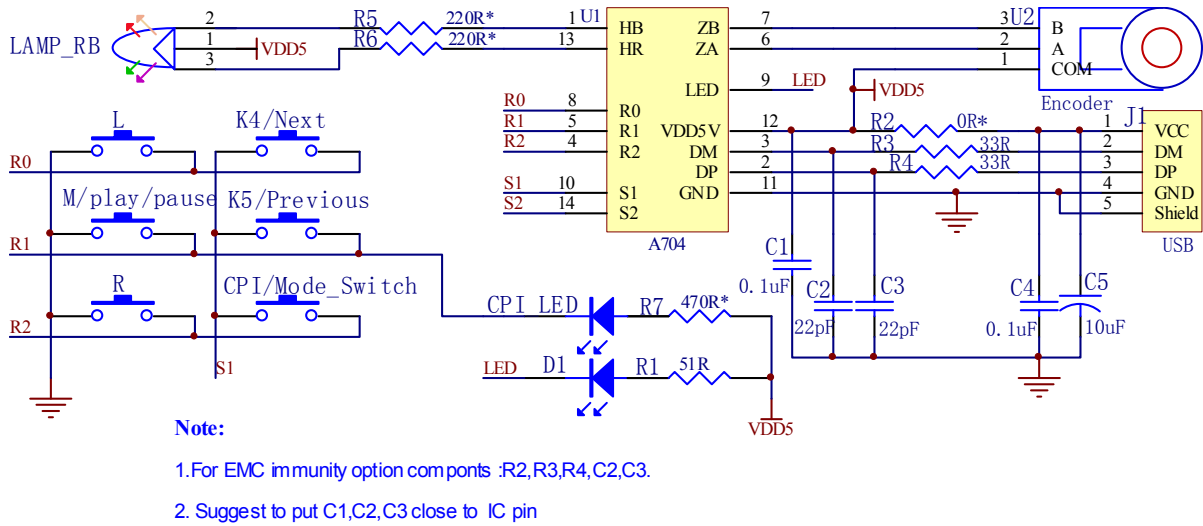 2 R5 220R* 1 U1 HB ZB 7 3 U2 B
LAMP_RB 1 VDD5 R6 220R* 13 HR ZA 6 2 A
3 1 COM
LED 9 LED VDD5 Encoder
R0 8 R0
R1 5 R1 VDD5V 12 R2 0R* 1 J1 VCC
R2 4 R2 DM 3 R3 33R 2 DM
DP 2 R4 33R 3 DP
S1 10 S1 GND 11 4 GND
S2 14 S2 5 Shield
A704 USB
L K4/Next
R0
M/play/pause K5/Previous
R1
R CPI/Mode_Switch
R2
S1
C1 0.1uF C2 22pF C3 22pF C4 0.1uF C5 10uF
CPI LED R7 470R*
LED D1 R1 51R
VDD5
Note:
1.For EMC immunity option componts :R2,R3,R4,C2,C3.
2. Suggest to put C1,C2,C3 close to IC pin